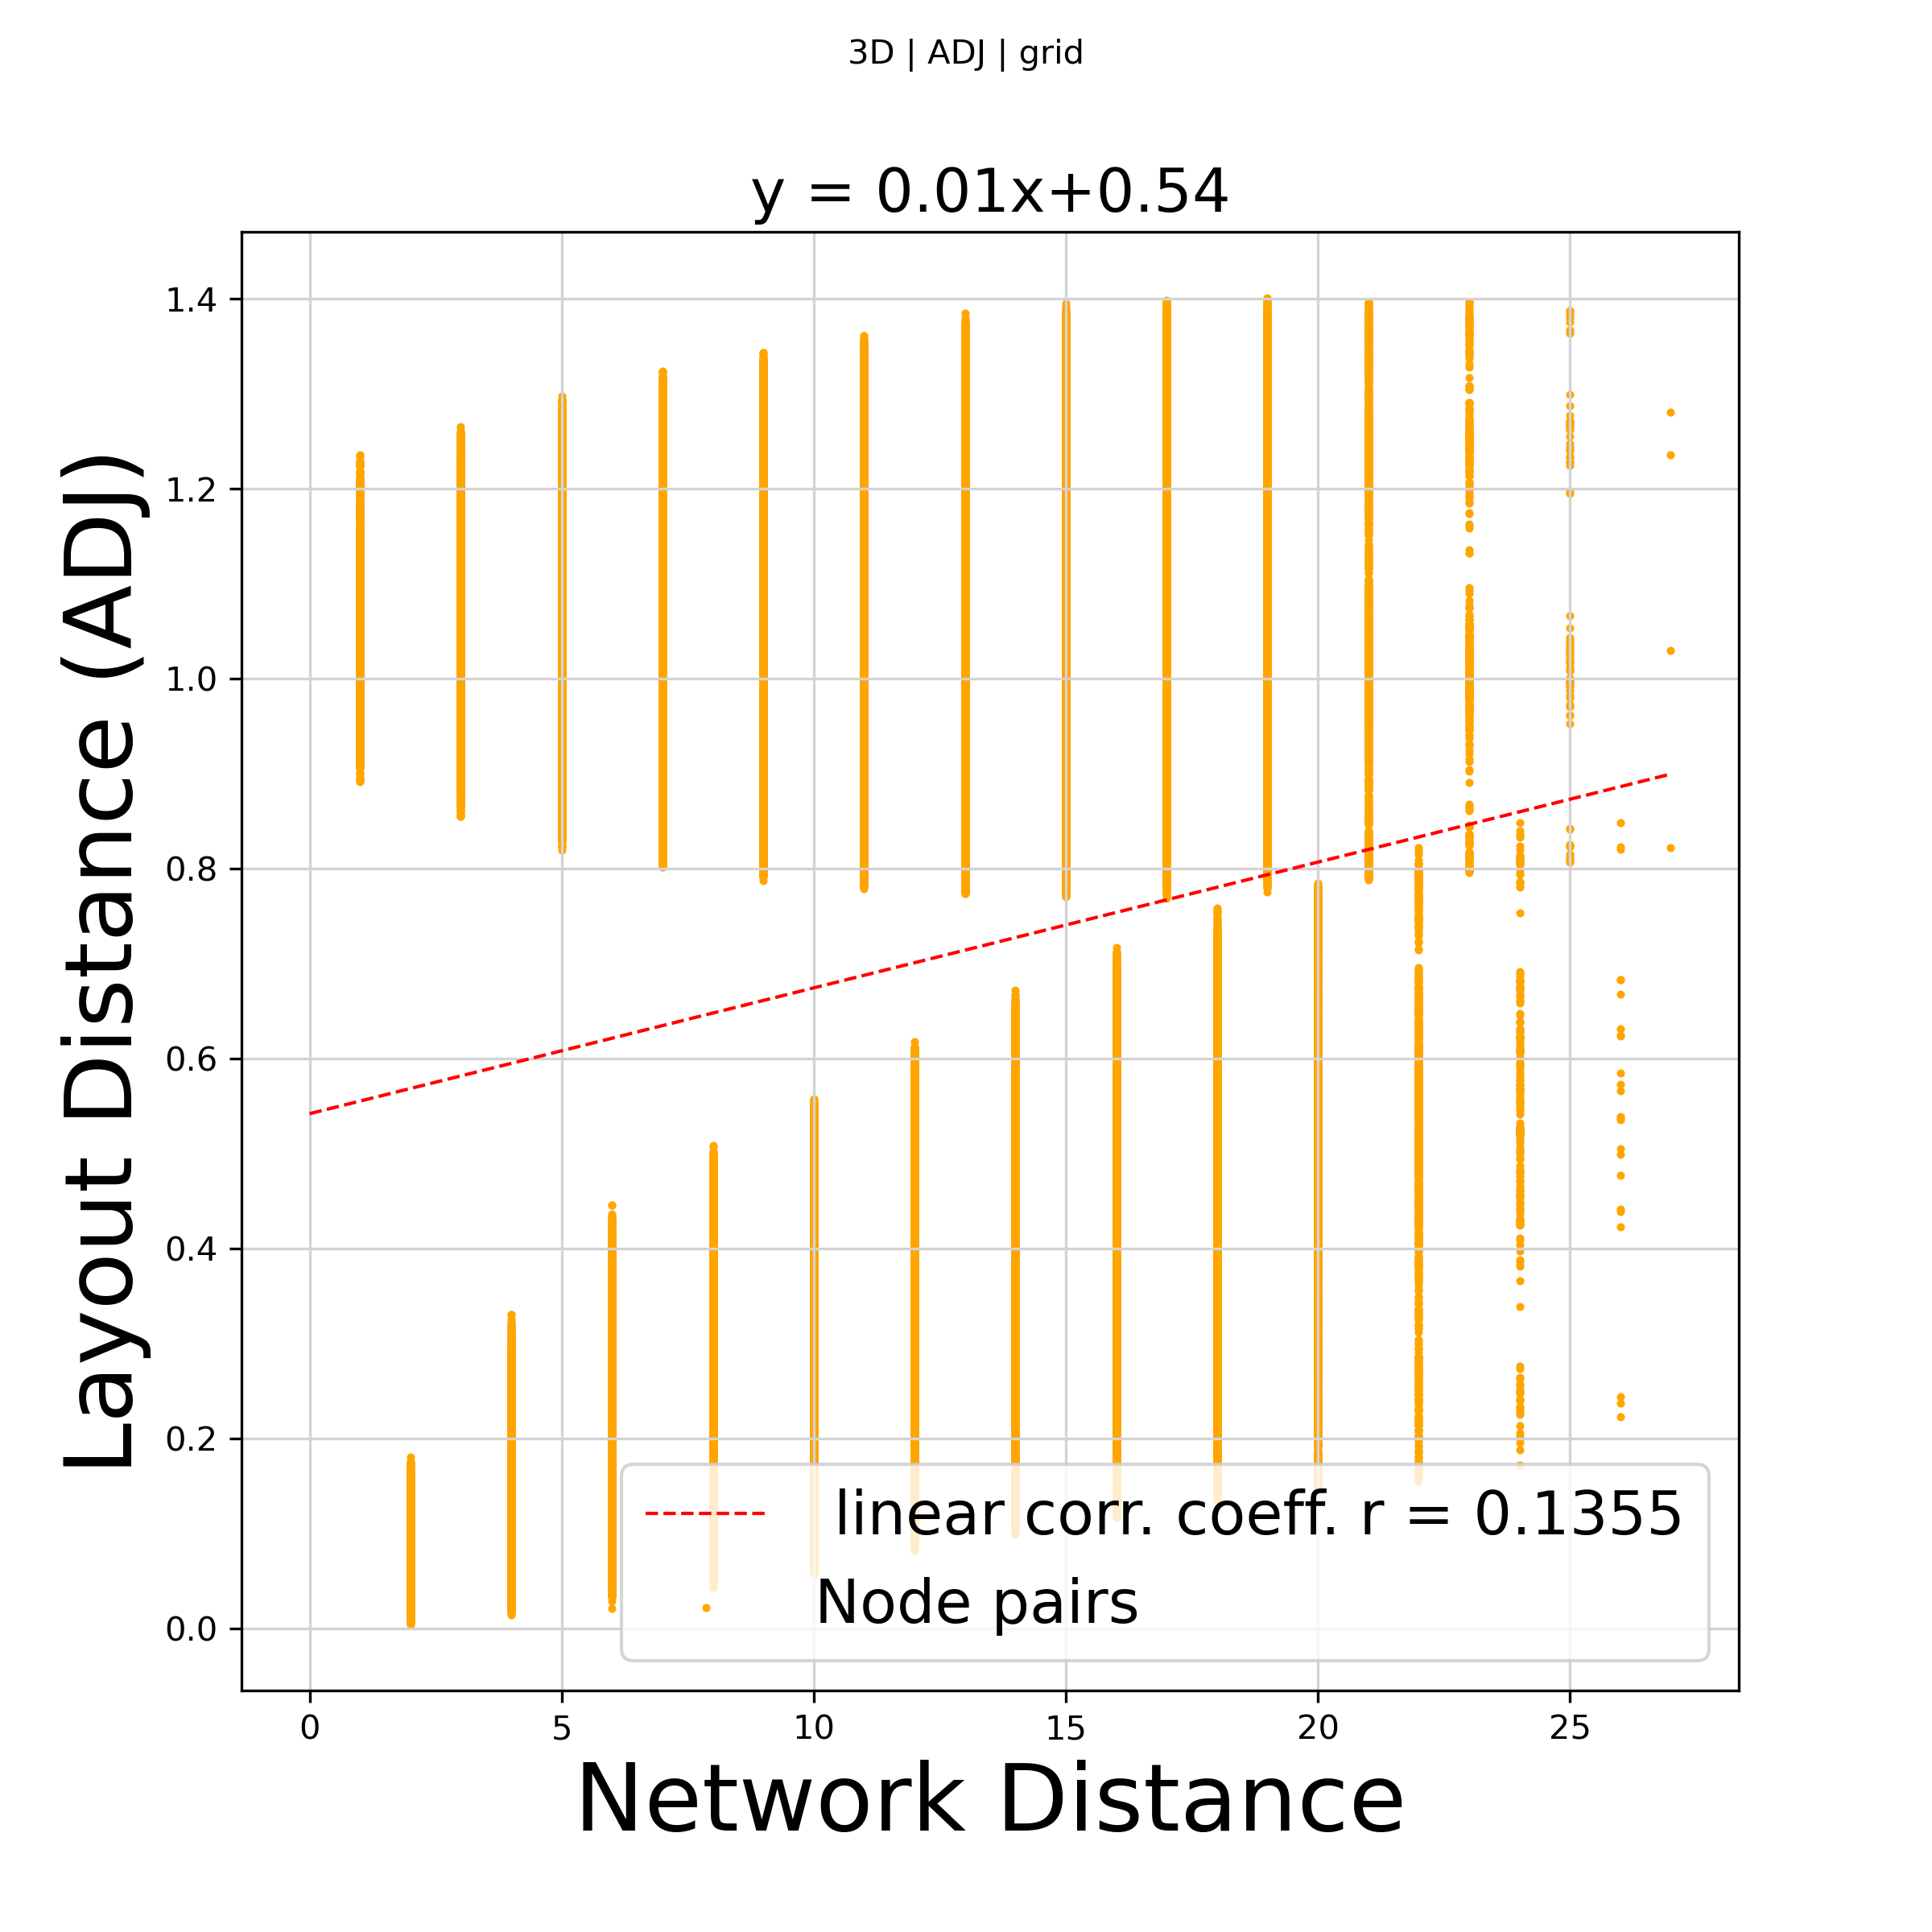 3D | ADJ | grid
y = 0.01x+0.54
Layout Distance (ADJ)
1.4
1.2
1.0
0.8
0.6
0.4
0.2
0.0
linear corr. coeff. r = 0.1355
Node pairs
0 5 10 15 20 25
Network Distance